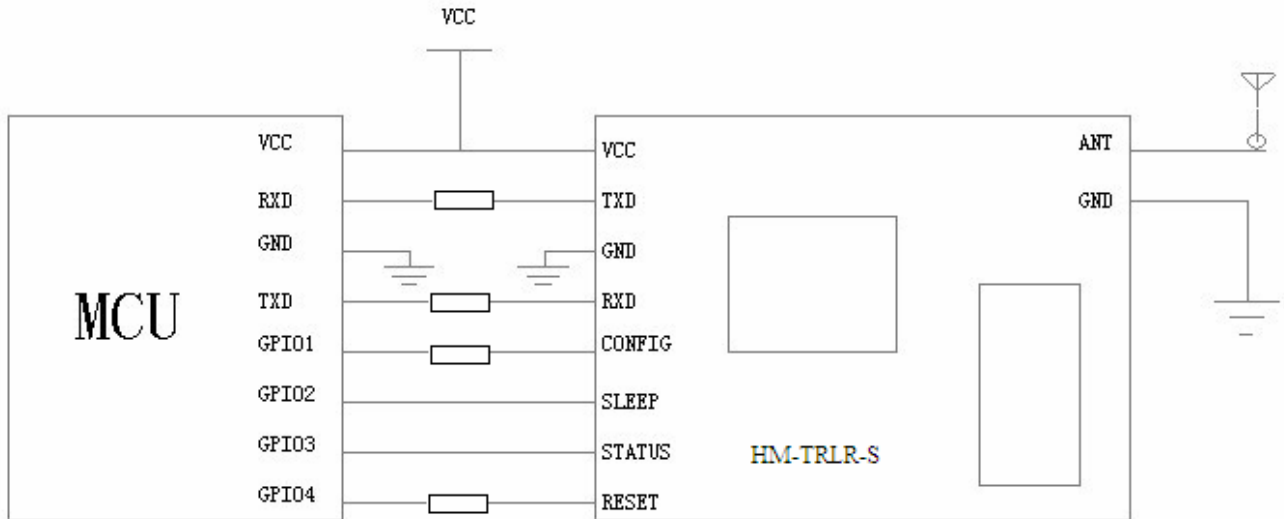 VCC
VCC
RXD
GND
TXD
GPIO1
GPIO2
GPIO3
GPIO4
MCU
VCC
TXD
GND
RXD
CONFIG
SLEEP
STATUS
RESET
HM-TRLR-S
ANT
GND